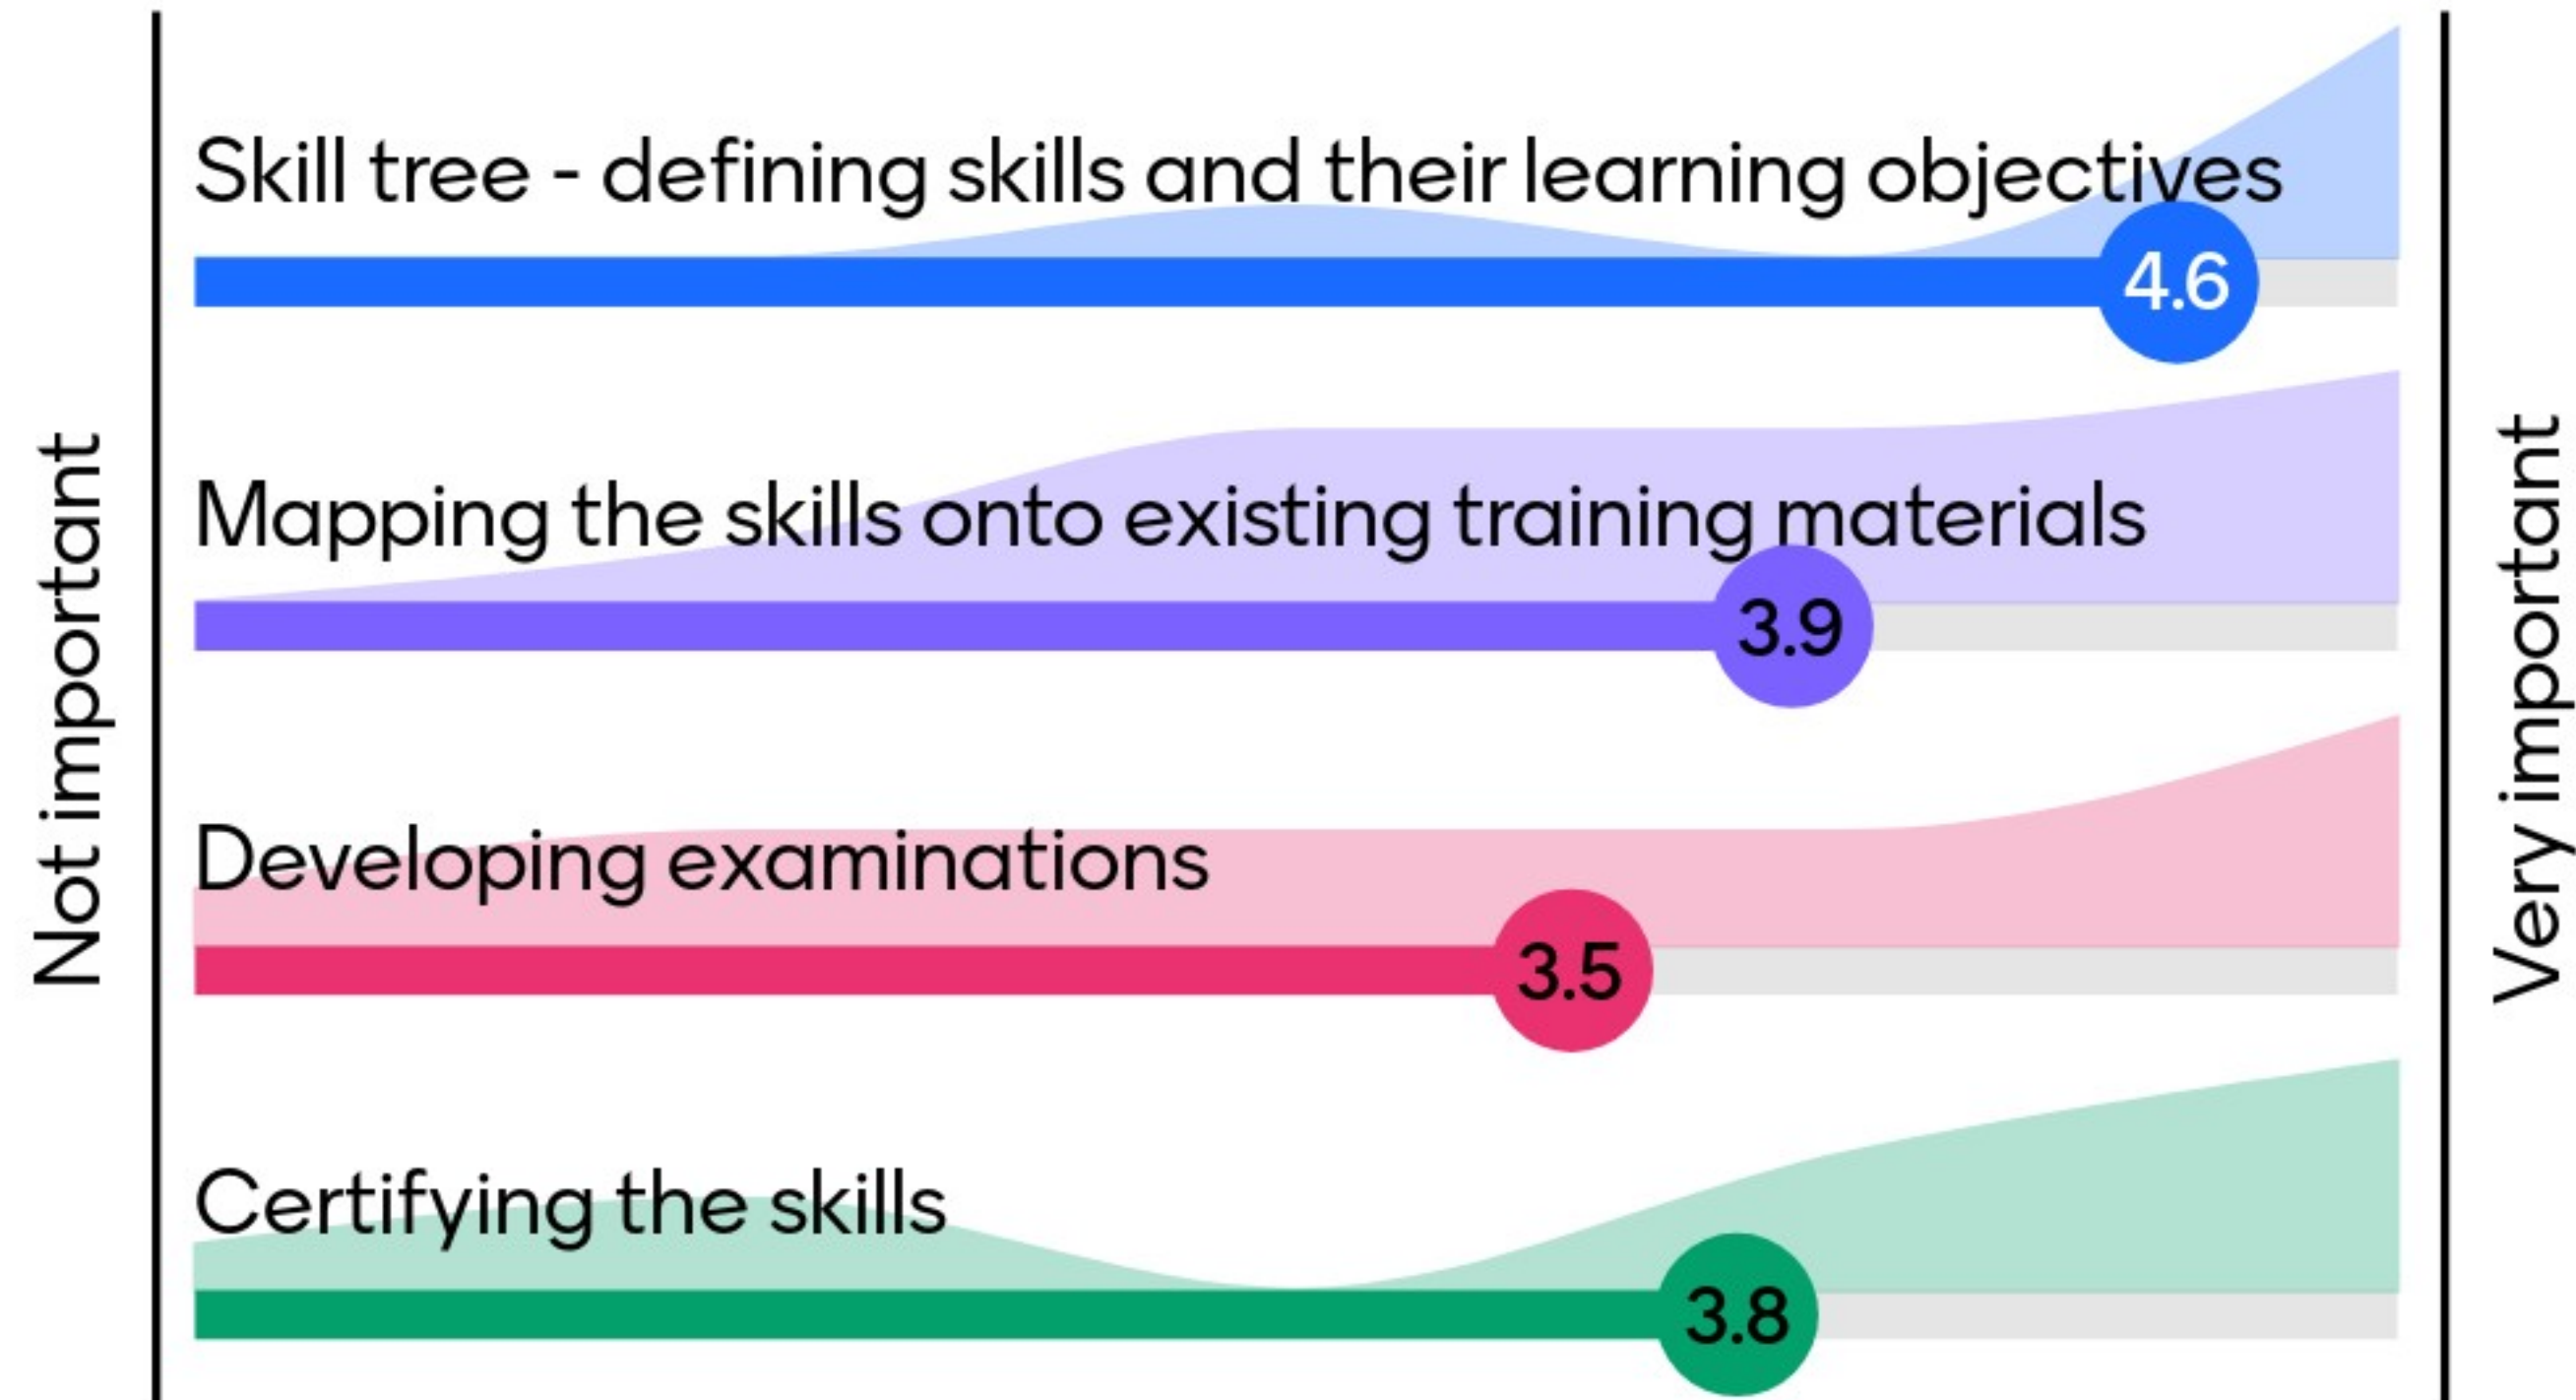 Not important
Skill tree - defining skills and their learning objectives
4.6
Mapping the skills onto existing training materials
3.9
Developing examinations
3.5
Certifying the skills
3.8
Very important